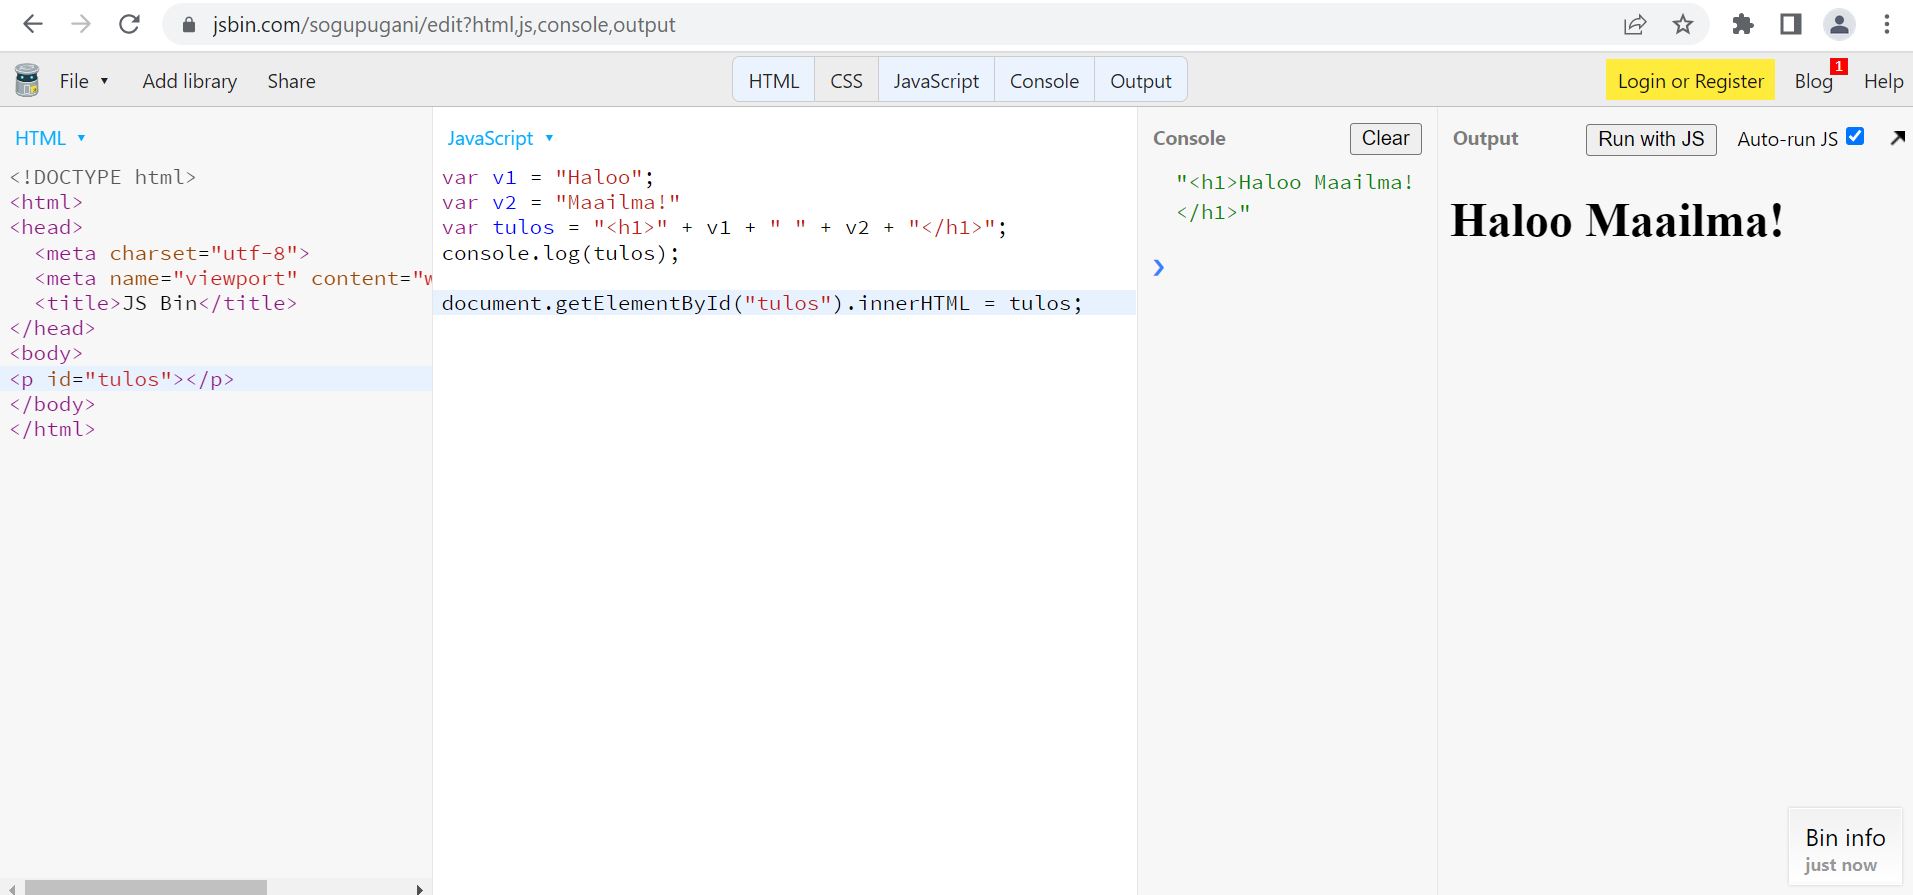 jsbin.com/sogupugani/edit?html,js,console,output
File Add library Share HTML CSS JavaScript Console Output Login or Register Blog 1 Help
HTML
<!DOCTYPE html>
<html>
<head>
  <meta charset="utf-8">
  <meta name="viewport" content="w
  <title>JS Bin</title>
</head>
<body>
<p id="tulos"></p>
</body>
</html>
JavaScript
var v1 = "Haloo";
var v2 = "Maailma!"
var tulos = "<h1>" + v1 + " " + v2 + "</h1>";
console.log(tulos);
document.getElementById("tulos").innerHTML = tulos;
Console Clear
"<h1>Haloo Maailma!
</h1>"
Output Run with JS Auto-run JS
Haloo Maailma!
Bin info
just now